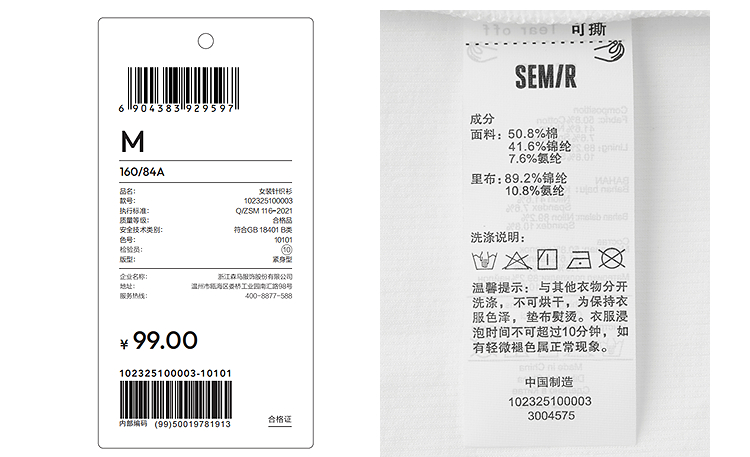 6 904383 929597
M
160/84A
品名: 女装针织衫
款号: 102325100003
执行标准: Q/ZSM 116-2021
质量等级: 合格品
安全技术类别: 符合GB 18401 B类
色号: 10101
检验员: 10
版型: 紧身型
企业名称: 浙江森马服饰股份有限公司
地址: 温州市瓯海区娄桥工业园南汇路98号
服务热线: 400-8877-588
¥ 99.00
102325100003-10101
内部编码 (99)50019781913
合格证
Tear off
可撕
SEMIR
成分
面料: 50.8%棉
41.6%锦纶
7.6%氨纶
里布: 89.2%锦纶
10.8%氨纶
洗涤说明:
温馨提示: 与其他衣物分开
洗涤, 不可烘干, 为保持衣
服色泽, 垫布熨烫。衣服浸
泡时间不可超过10分钟, 如
有轻微褪色属正常现象。
中国制造
102325100003
3004575